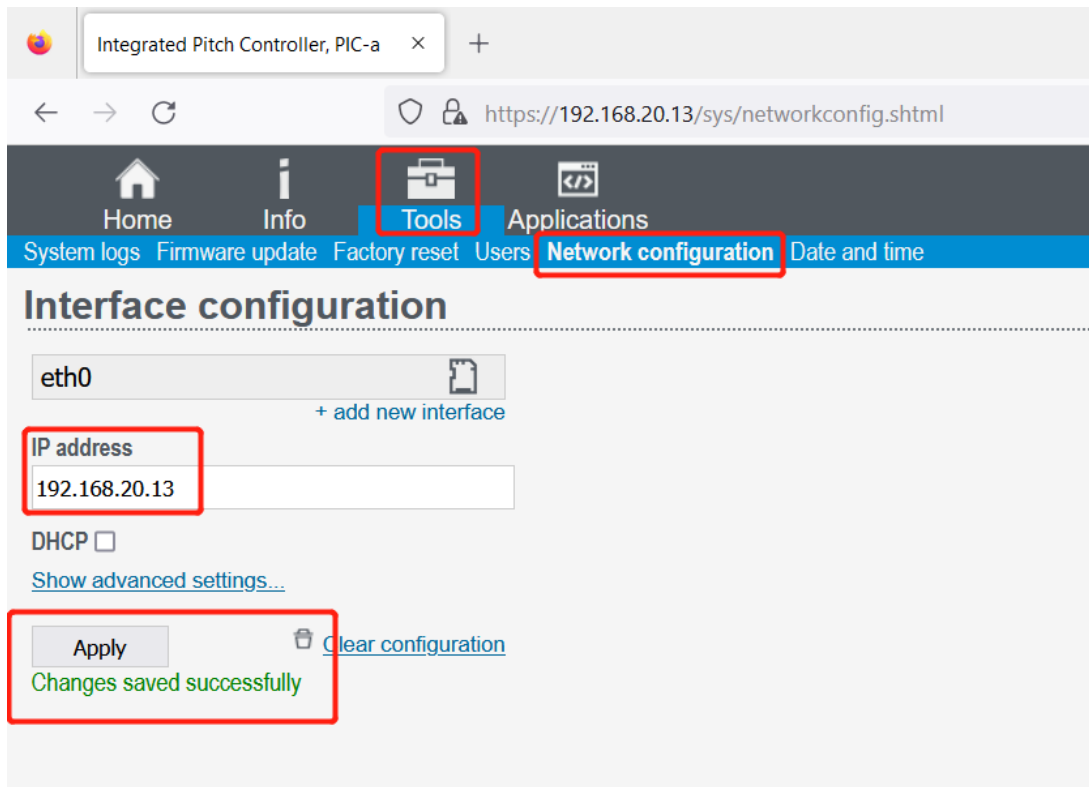 Integrated Pitch Controller, PIC-a
https://192.168.20.13/sys/networkconfig.shtml
Home Info Tools Applications
System logs Firmware update Factory reset Users Network configuration Date and time
Interface configuration
eth0
+ add new interface
IP address
192.168.20.13
DHCP
Show advanced settings...
Apply Clear configuration
Changes saved successfully